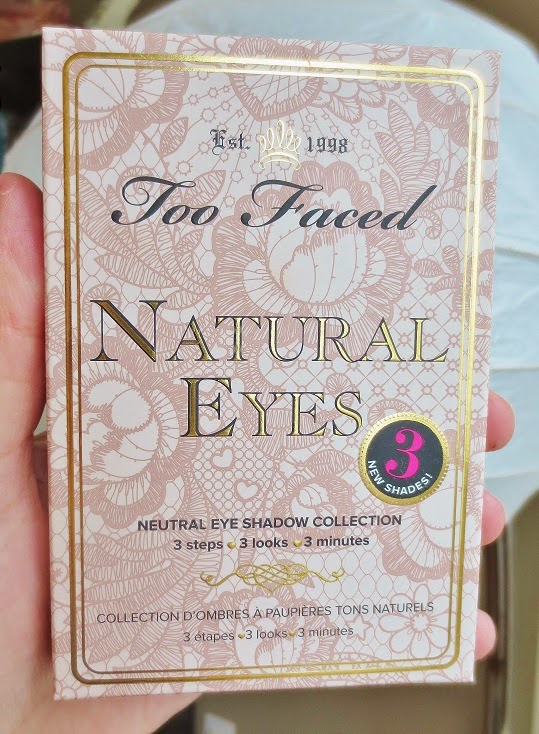 Est. 1998
Too Faced
NATURAL
EYES
3
NEW SHADES!
NEUTRAL EYE SHADOW COLLECTION
3 steps 3 looks 3 minutes
COLLECTION D'OMBRES À PAUPIÈRES TONS NATURELS
3 étapes 3 looks 3 minutes